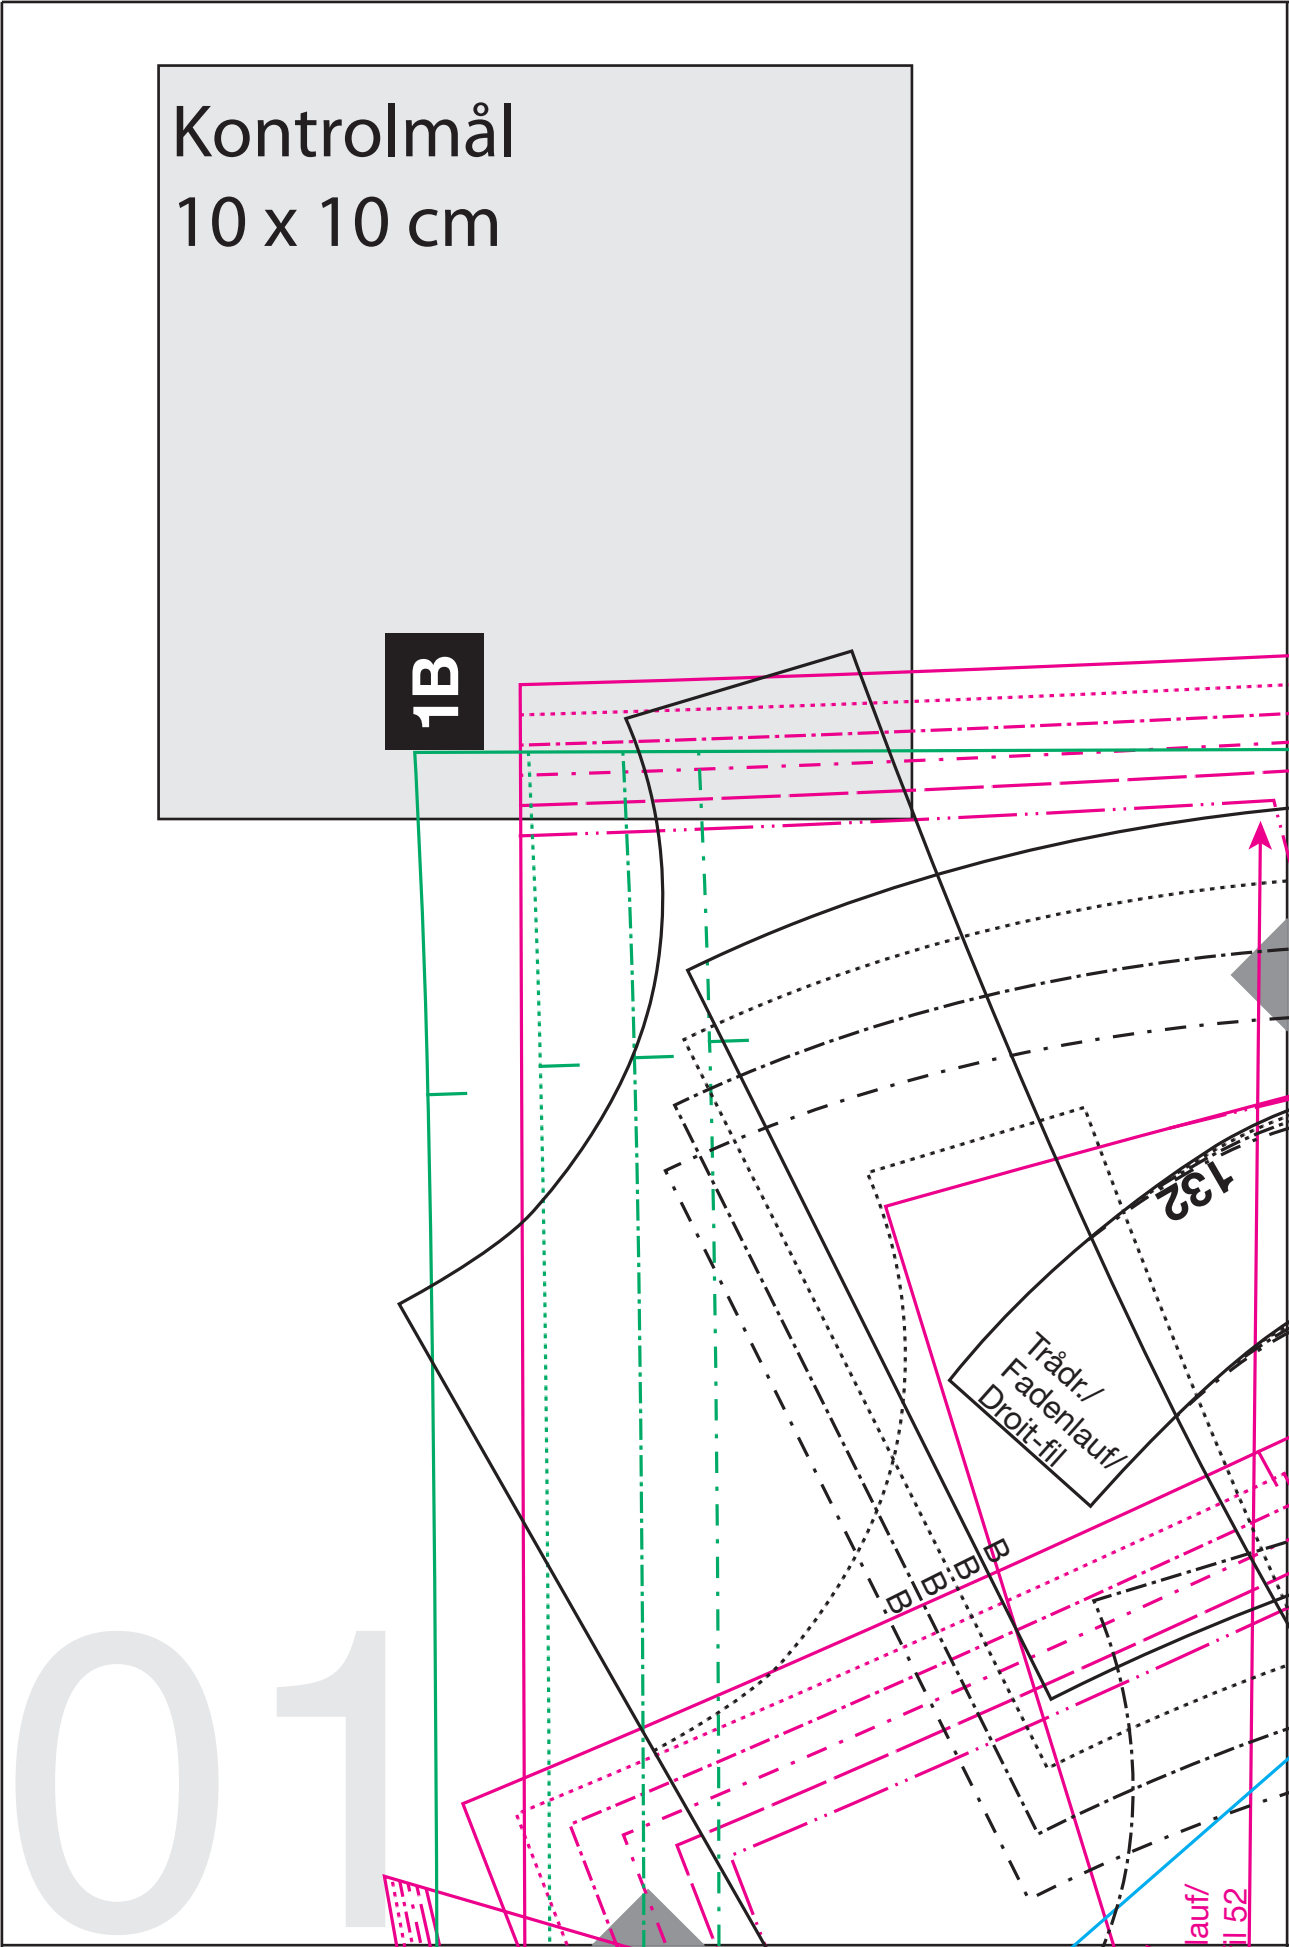 Kontrolmål
10 x 10 cm
1B
132
Trådr./
Fadenlauf/
Droit-fil
B
B
B
B
01
lauf/
il 52